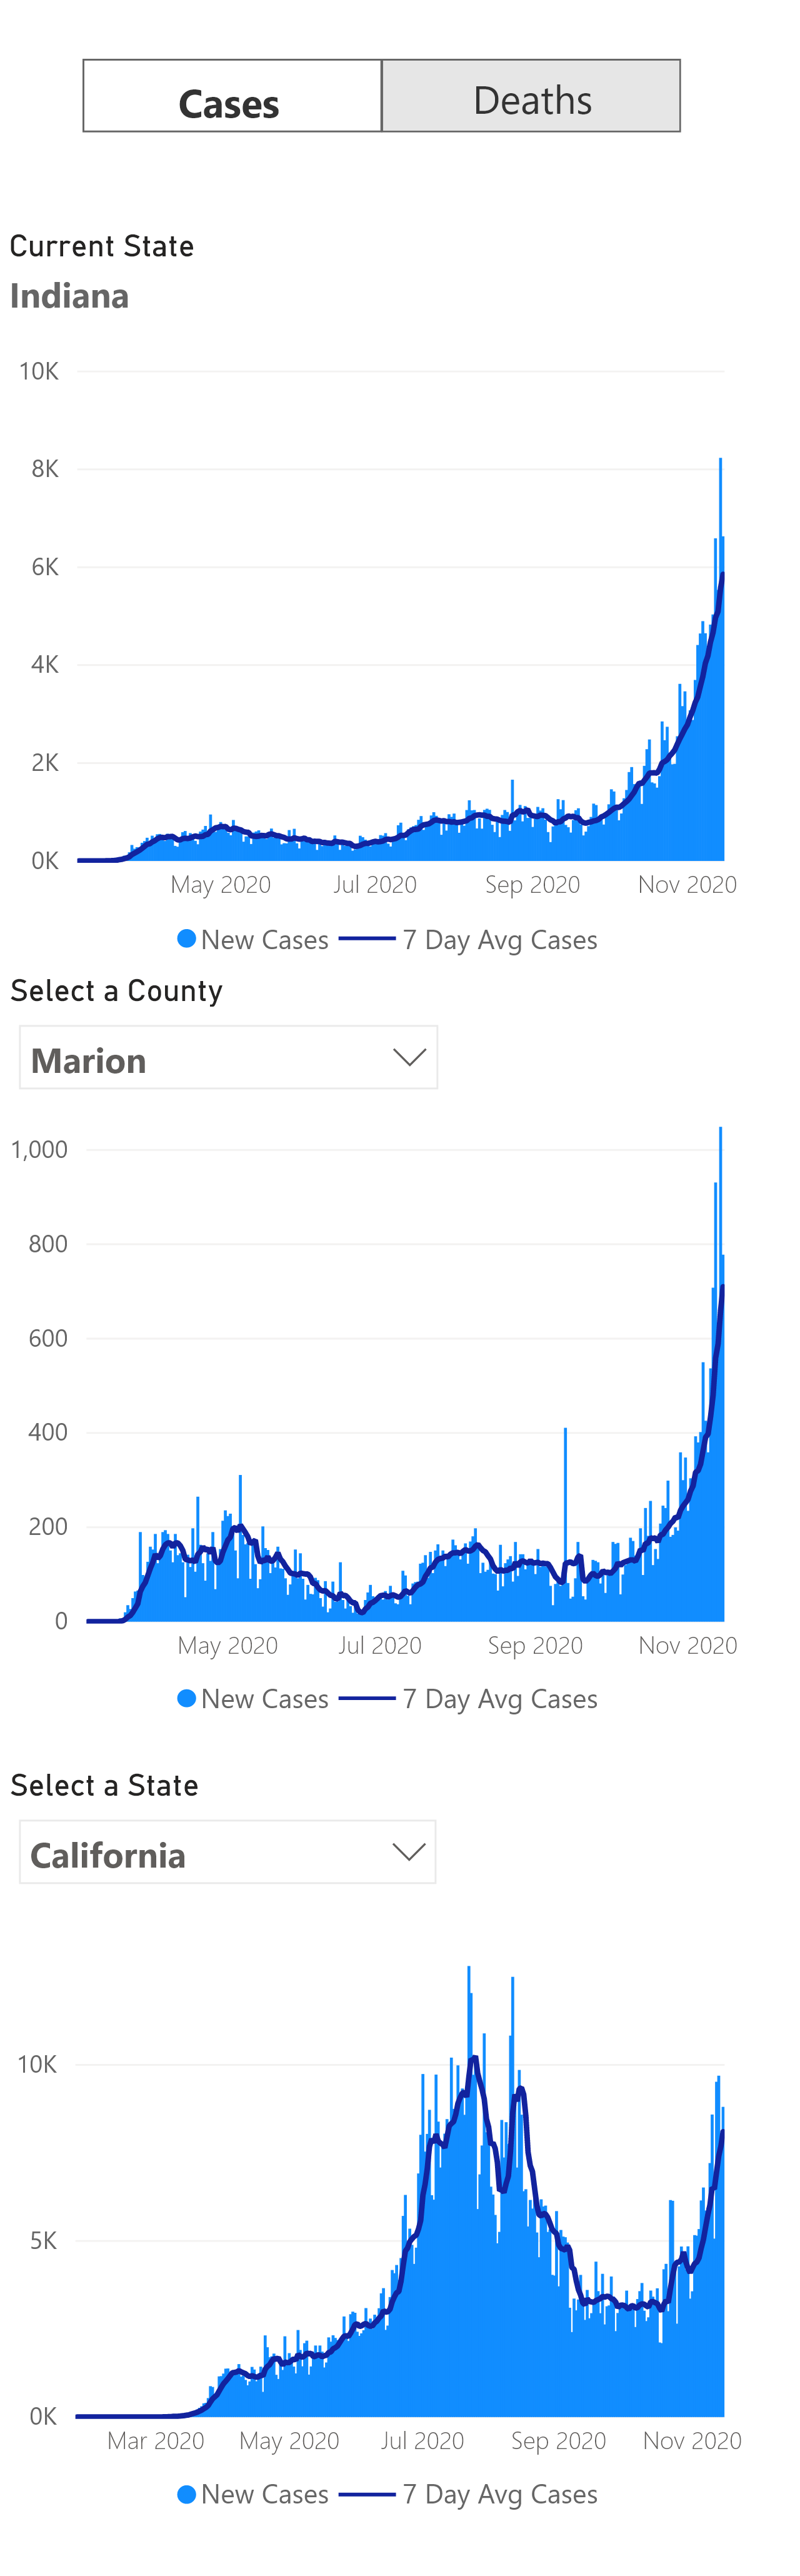 Cases Deaths
Current State
Indiana
10K
8K
6K
4K
2K
0K
May 2020 Jul 2020 Sep 2020 Nov 2020
New Cases 7 Day Avg Cases
Select a County
Marion
1,000
800
600
400
200
0
May 2020 Jul 2020 Sep 2020 Nov 2020
New Cases 7 Day Avg Cases
Select a State
California
10K
5K
0K
Mar 2020 May 2020 Jul 2020 Sep 2020 Nov 2020
New Cases 7 Day Avg Cases